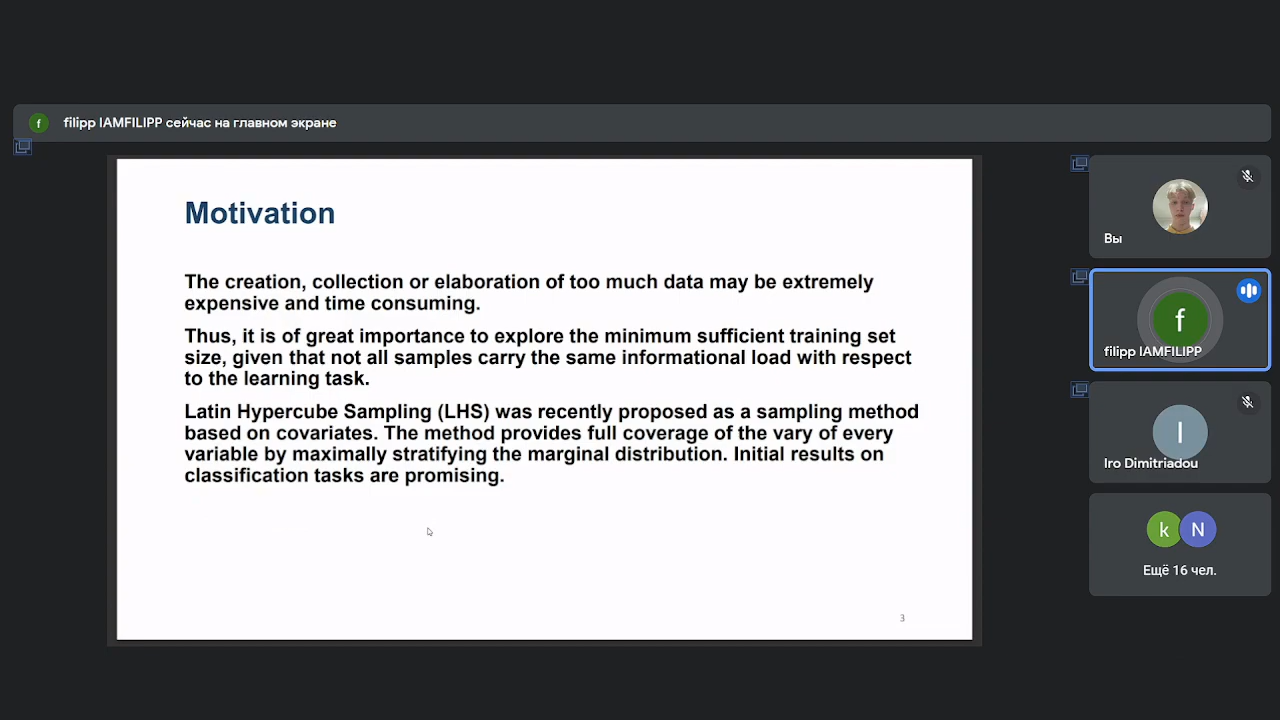 f
filipp IAMFILIPP сейчас на главном экране
Motivation
The creation, collection or elaboration of too much data may be extremely
expensive and time consuming.
Thus, it is of great importance to explore the minimum sufficient training set
size, given that not all samples carry the same informational load with respect
to the learning task.
Latin Hypercube Sampling (LHS) was recently proposed as a sampling method
based on covariates. The method provides full coverage of the vary of every
variable by maximally stratifying the marginal distribution. Initial results on
classification tasks are promising.
3
Вы
f
filipp IAMFILIPP
I
Iro Dimitriadou
k
N
Ещё 16 чел.